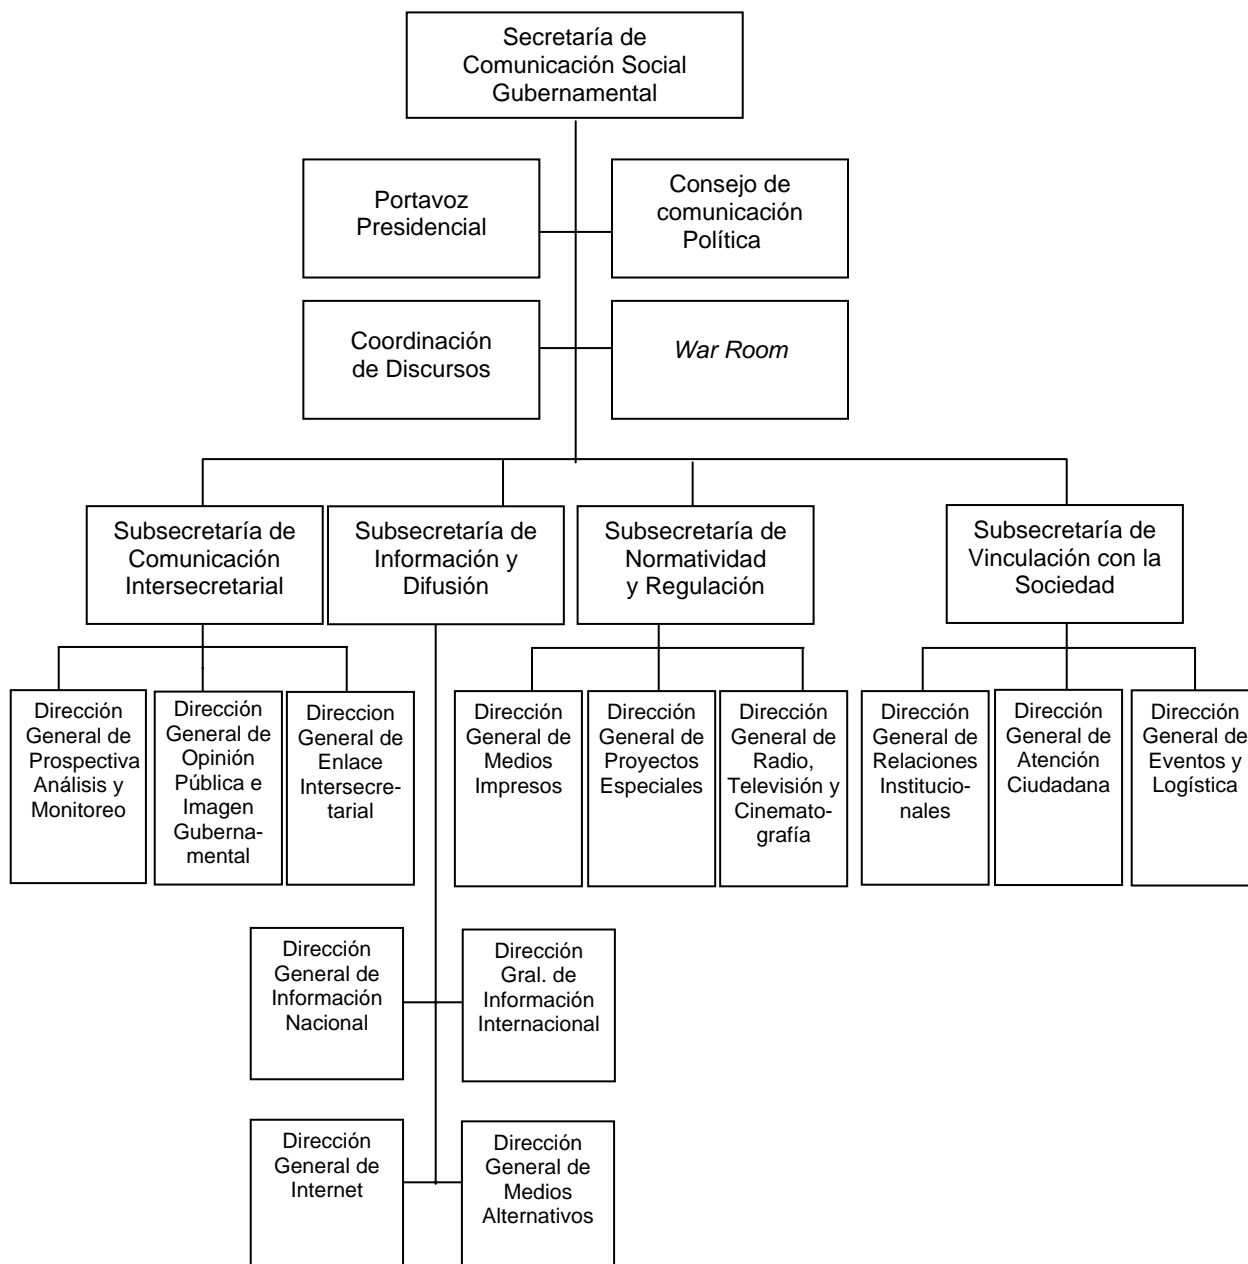 Secretaría de
Comunicación Social
Gubernamental
Portavoz
Presidencial
Consejo de
comunicación
Política
Coordinación
de Discursos
War Room
Subsecretaría de
Comunicación
Intersecretarial
Subsecretaría de
Información y
Difusión
Subsecretaría de
Normatividad
y Regulación
Subsecretaría de
Vinculación con la
Sociedad
Dirección
General de
Prospectiva
Análisis y
Monitoreo
Dirección
General de
Opinión
Pública e
Imagen
Guberna-
mental
Direccion
General de
Enlace
Intersecre-
tarial
Dirección
General de
Medios
Impresos
Dirección
General de
Proyectos
Especiales
Dirección
General de
Radio,
Televisión y
Cinemato-
grafía
Dirección
General de
Relaciones
Institucio-
nales
Dirección
General de
Atención
Ciudadana
Dirección
General de
Eventos y
Logística
Dirección
General de
Información
Nacional
Dirección
Gral. de
Información
Internacional
Dirección
General de
Internet
Dirección
General de
Medios
Alternativos